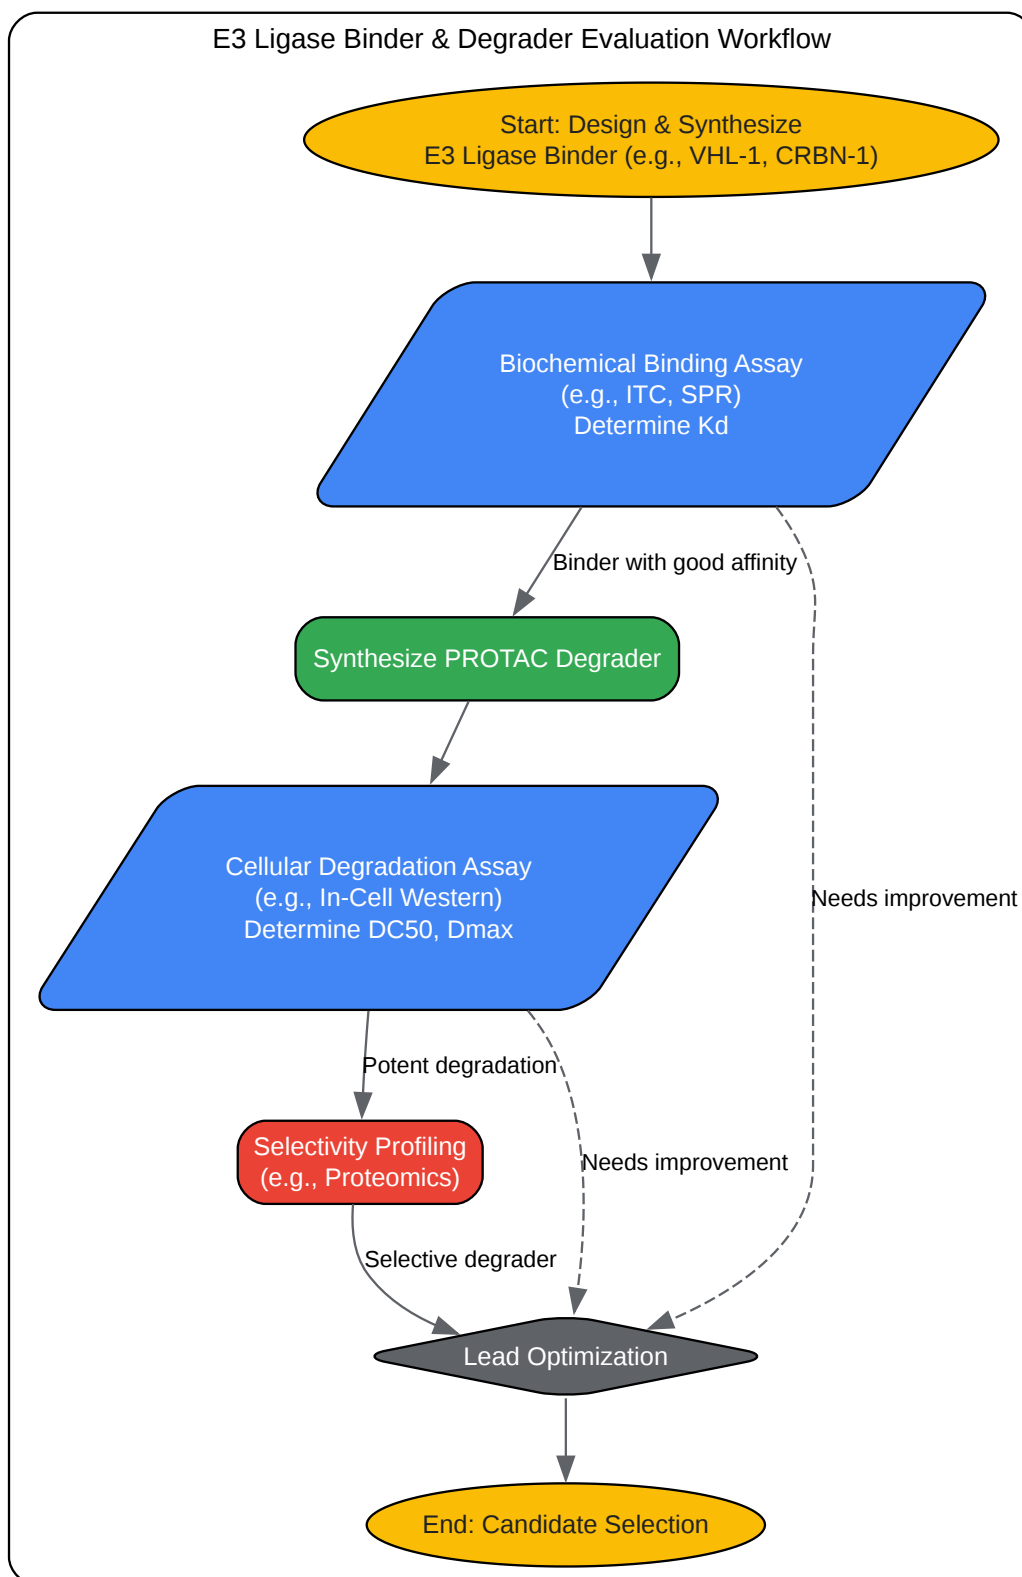 E3 Ligase Binder & Degrader Evaluation Workflow
Start: Design & Synthesize
E3 Ligase Binder (e.g., VHL-1, CRBN-1)
Biochemical Binding Assay
(e.g., ITC, SPR)
Determine Kd
Binder with good affinity
Synthesize PROTAC Degrader
Cellular Degradation Assay
(e.g., In-Cell Western)
Determine DC50, Dmax
Needs improvement
Potent degradation
Selectivity Profiling
(e.g., Proteomics)
Needs improvement
Selective degrader
Lead Optimization
End: Candidate Selection